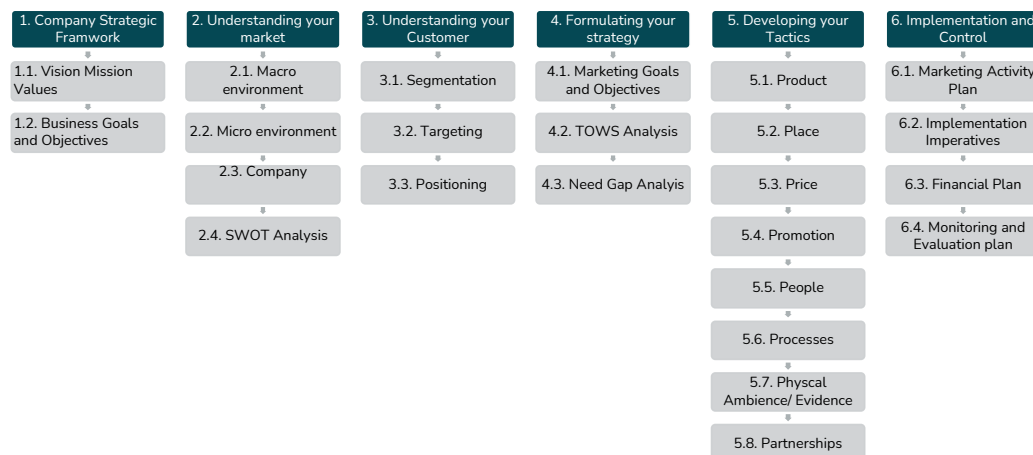 1. Company Strategic
Framwork
1.1. Vision Mission
Values
1.2. Business Goals
and Objectives
2. Understanding your
market
2.1. Macro
environment
2.2. Micro environment
2.3. Company
2.4. SWOT Analysis
3. Understanding your
Customer
3.1. Segmentation
3.2. Targeting
3.3. Positioning
4. Formulating your
strategy
4.1. Marketing Goals
and Objectives
4.2. TOWS Analysis
4.3. Need Gap Analyis
5. Developing your
Tactics
5.1. Product
5.2. Place
5.3. Price
5.4. Promotion
5.5. People
5.6. Processes
5.7. Physcal
Ambience/ Evidence
5.8. Partnerships
6. Implementation and
Control
6.1. Marketing Activity
Plan
6.2. Implementation
Imperatives
6.3. Financial Plan
6.4. Monitoring and
Evaluation plan